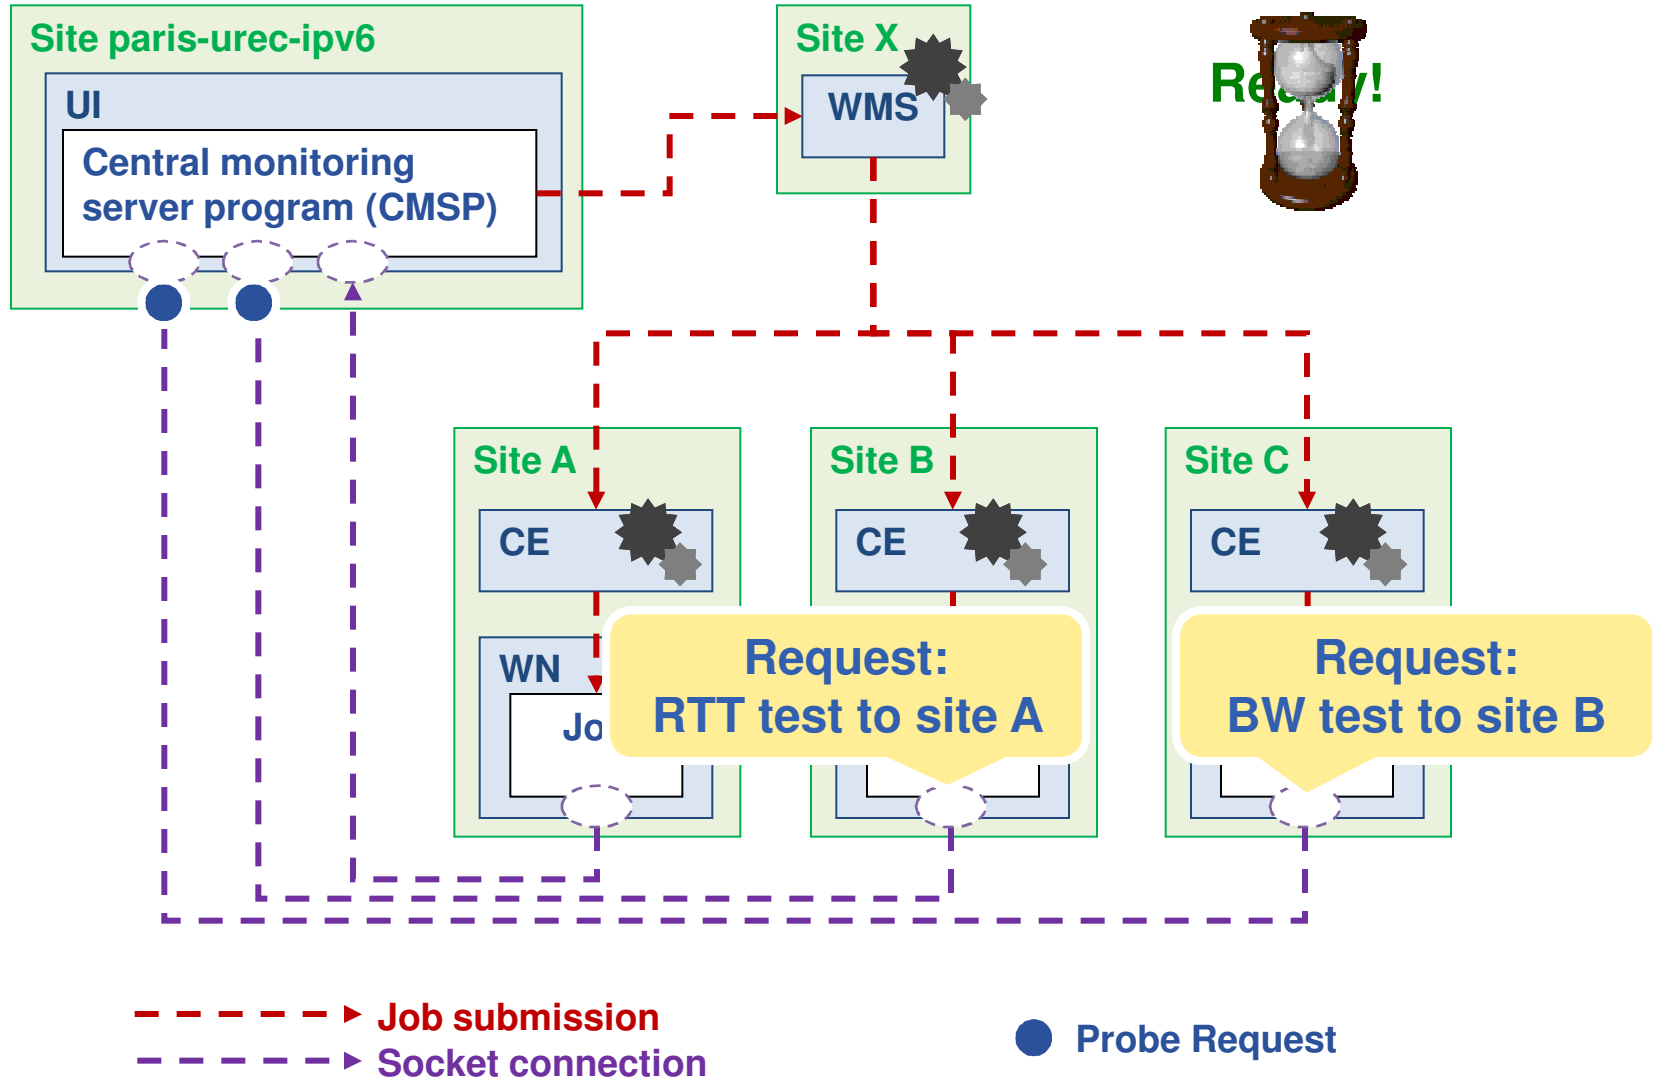 Site paris-urec-ipv6
UI
Central monitoring
server program (CMSP)
Site X
WMS
Site A
CE
WN
Jo
Site B
CE
Request:
RTT test to site A
Site C
CE
Request:
BW test to site B
Job submission
Socket connection
Probe Request